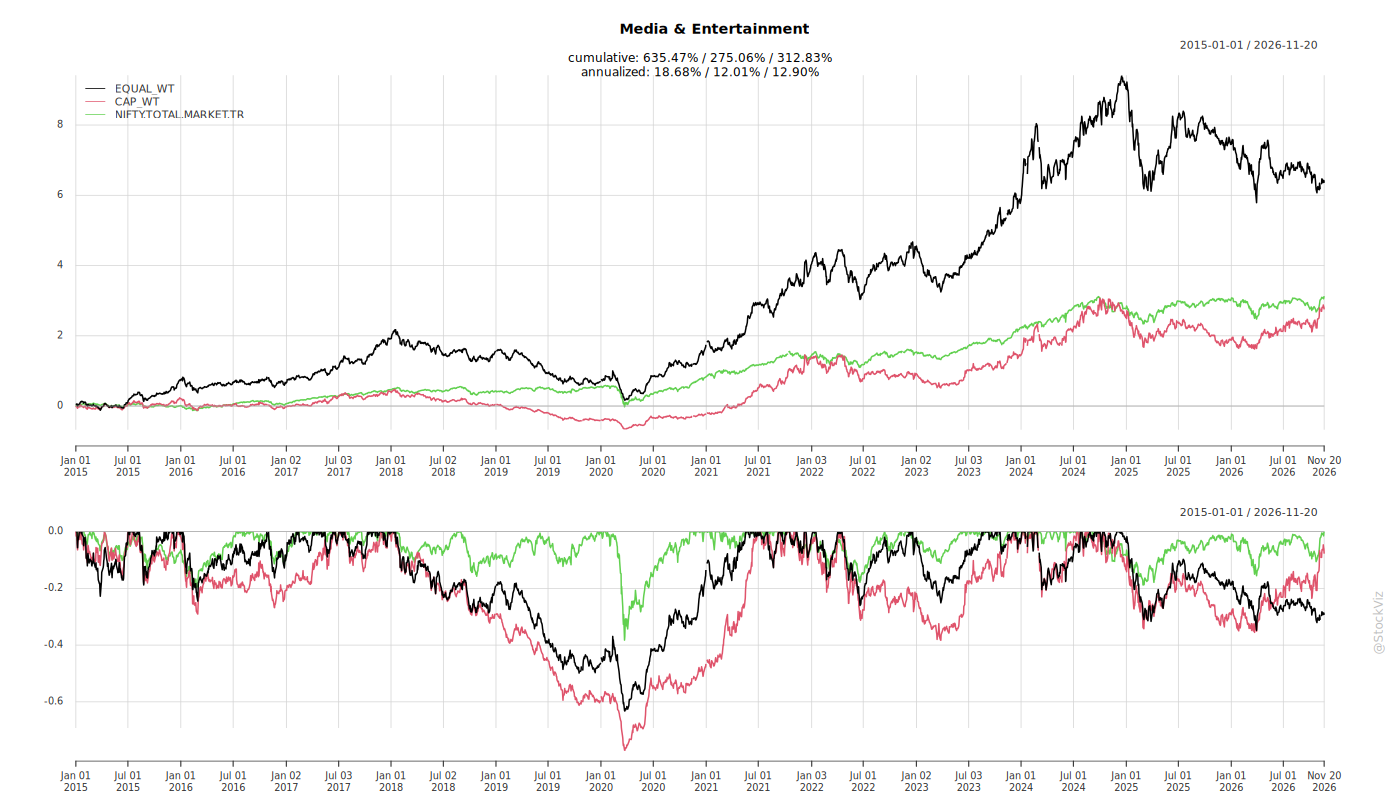 Media & Entertainment
2015-01-01 / 2026-11-20
cumulative: 635.47% / 275.06% / 312.83%
annualized: 18.68% / 12.01% / 12.90%
EQUAL_WT
CAP_WT
NIFTY.TOTAL.MARKET.TR
8
6
4
2
0
Jan 01 Jul 01 Jan 01 Jul 01 Jan 02 Jul 03 Jan 01 Jul 02 Jan 01 Jul 01 Jan 01 Jul 01 Jan 01 Jul 01 Jan 03 Jul 01 Jan 02 Jul 03 Jan 01 Jul 01 Jan 01 Jul 01 Jan 01 Jul 01 Nov 20
2015 2015 2016 2016 2017 2017 2018 2018 2019 2019 2020 2020 2021 2021 2022 2022 2023 2023 2024 2024 2025 2025 2026 2026 2026
2015-01-01 / 2026-11-20
0.0
-0.2
-0.4
-0.6
@StockViz
Jan 01 Jul 01 Jan 01 Jul 01 Jan 02 Jul 03 Jan 01 Jul 02 Jan 01 Jul 01 Jan 01 Jul 01 Jan 01 Jul 01 Jan 03 Jul 01 Jan 02 Jul 03 Jan 01 Jul 01 Jan 01 Jul 01 Jan 01 Jul 01 Nov 20
2015 2015 2016 2016 2017 2017 2018 2018 2019 2019 2020 2020 2021 2021 2022 2022 2023 2023 2024 2024 2025 2025 2026 2026 2026